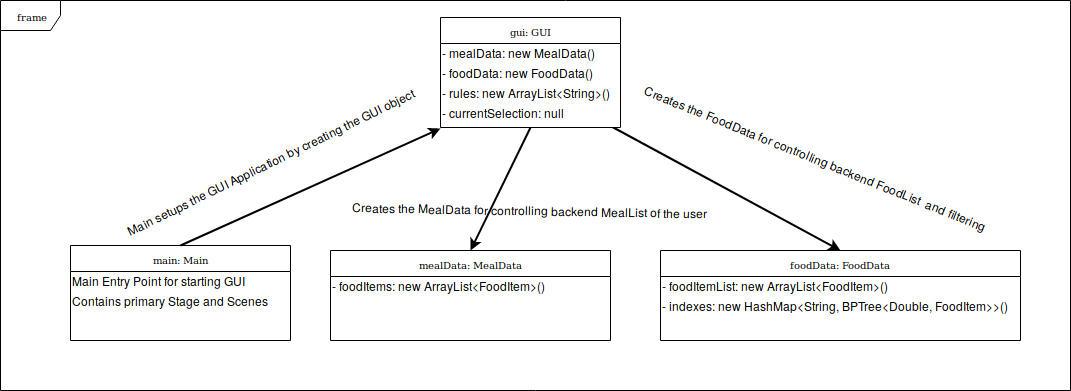 frame
gui: GUI
- mealData: new MealData()
- foodData: new FoodData()
- rules: new ArrayList<String>()
- currentSelection: null
Main setups the GUI Application by creating the GUI object
Creates the FoodData for controlling backend FoodList and filtering
Creates the MealData for controlling backend MealList of the user
main: Main
Main Entry Point for starting GUI
Contains primary Stage and Scenes
mealData: MealData
- foodItems: new ArrayList<FoodItem>()
foodData: FoodData
- foodItemList: new ArrayList<FoodItem>()
- indexes: new HashMap<String, BPTree<Double, FoodItem>>()